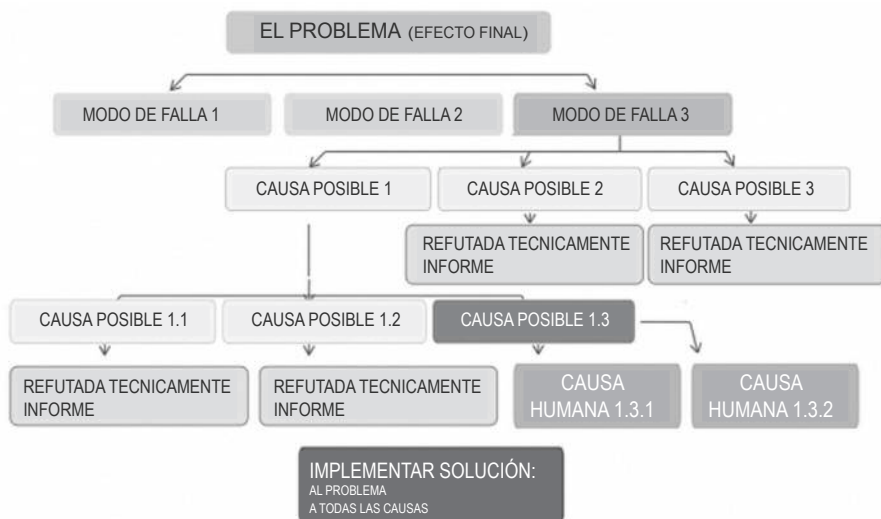 EL PROBLEMA (EFECTO FINAL)
MODO DE FALLA 1
MODO DE FALLA 2
MODO DE FALLA 3
CAUSA POSIBLE 1
CAUSA POSIBLE 2
CAUSA POSIBLE 3
REFUTADA TECNICAMENTE
INFORME
REFUTADA TECNICAMENTE
INFORME
CAUSA POSIBLE 1.1
CAUSA POSIBLE 1.2
CAUSA POSIBLE 1.3
REFUTADA TECNICAMENTE
INFORME
REFUTADA TECNICAMENTE
INFORME
CAUSA
HUMANA 1.3.1
CAUSA
HUMANA 1.3.2
IMPLEMENTAR SOLUCIÓN:
AL PROBLEMA
A TODAS LAS CAUSAS